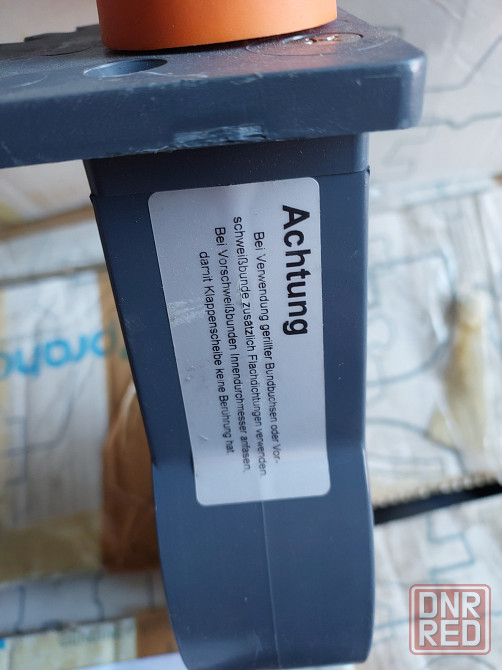 Achtung
Bei Verwendung gerillter Bundbuchsen oder Vor-
schweißbunde zusätzlich Flachdichtungen verwenden.
Bei Vorschweißbunden Innendurchmesser anfasen,
damit Klappenscheibe keine Berührung hat.
DNR
RED